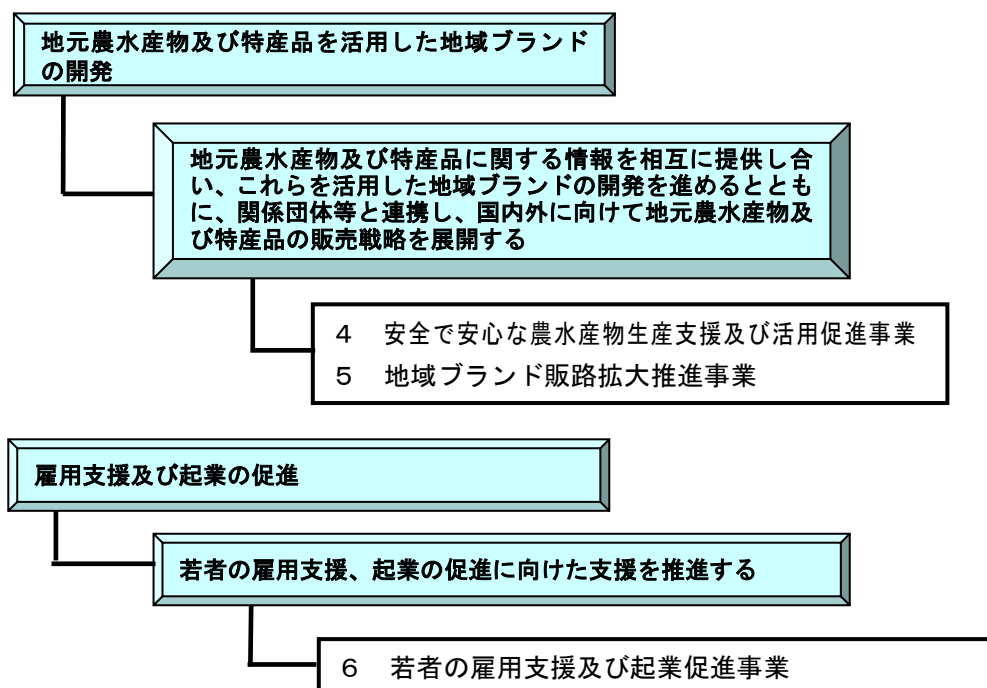 地元農水産物及び特産品を活用した地域ブランド
の開発
地元農水産物及び特産品に関する情報を相互に提供し合
い、これらを活用した地域ブランドの開発を進めるととも
に、関係団体等と連携し、国内外に向けて地元農水産物及
び特産品の販売戦略を展開する
４　安全で安心な農水産物生産支援及び活用促進事業
５　地域ブランド販路拡大推進事業
雇用支援及び起業の促進
若者の雇用支援、起業の促進に向けた支援を推進する
６　若者の雇用支援及び起業促進事業